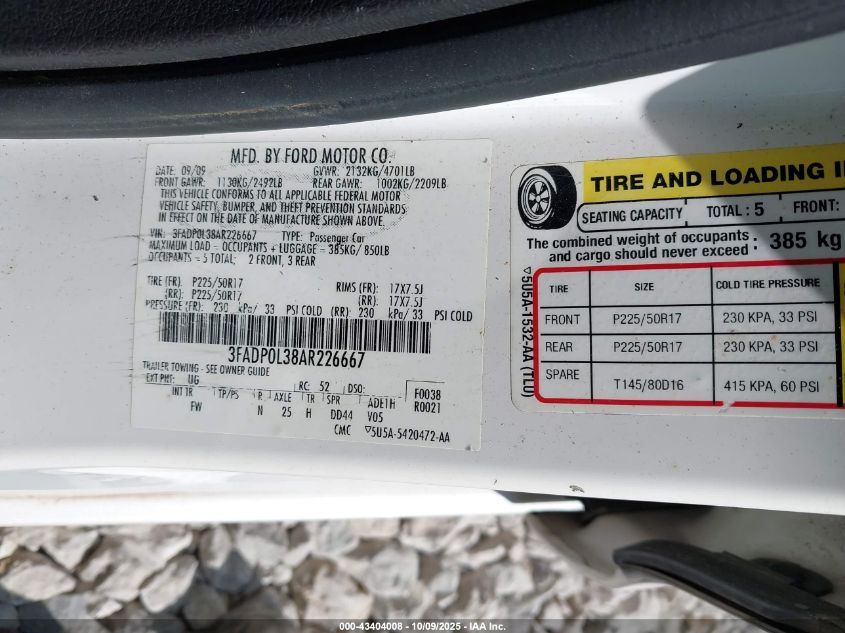 MFD. BY FORD MOTOR CO.
DATE: 09/09 GVWR: 2132KG/4701LB
FRONT GAWR: 1130KG/2492LB REAR GAWR: 1002KG/2209LB
THIS VEHICLE CONFORMS TO ALL APPLICABLE FEDERAL MOTOR
VEHICLE SAFETY, BUMPER, AND THEFT PREVENTION STANDARDS
IN EFFECT ON THE DATE OF MANUFACTURE SHOWN ABOVE.
VIN: 3FADP0L38AR226667 TYPE: Passenger Car
MAXIMUM LOAD = OCCUPANTS + LUGGAGE = 385KG/ 850LB
OCCUPANTS = 5 TOTAL; 2 FRONT, 3 REAR
TIRE (FR): P225/50R17 RIMS (FR): 17X7.5J
(RR): P225/50R17 (RR): 17X7.5J
PRESSURE (FR): 230 kPa/ 33 PSI COLD (RR): 230 kPa/33 PSI COLD
3FADP0L38AR226667
TRAILER TOWING - SEE OWNER GUIDE
EXT PNT: UG RC: 52 DSO: F0038
INT TR TP/PS R AXLE TR SPR ADETH R0021
FW N 25 H DD44 V05
CMC ▽5U5A-5420472-AA
TIRE AND LOADING I
SEATING CAPACITY TOTAL : 5 FRONT:
The combined weight of occupants
and cargo should never exceed : 385 kg
▽5U5A-1532-AA (TLU)
TIRE SIZE COLD TIRE PRESSURE
FRONT P225/50R17 230 KPA, 33 PSI
REAR P225/50R17 230 KPA, 33 PSI
SPARE T145/80D16 415 KPA, 60 PSI
000-43404008 - 10/09/2025 - IAA Inc.